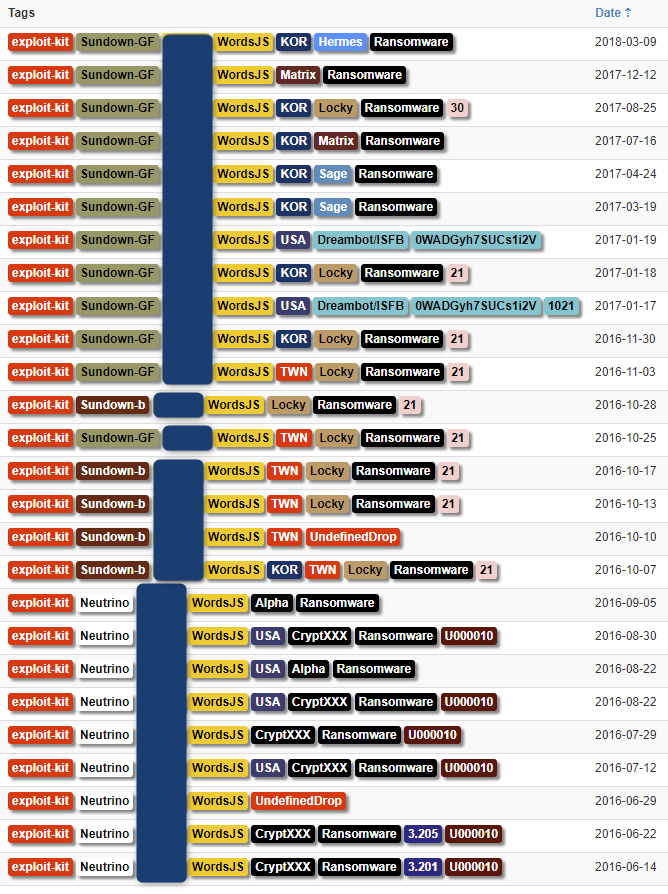 Tags Date
exploit-kit Sundown-GF WordsJS KOR Hermes Ransomware 2018-03-09
exploit-kit Sundown-GF WordsJS Matrix Ransomware 2017-12-12
exploit-kit Sundown-GF WordsJS KOR Locky Ransomware 30 2017-08-25
exploit-kit Sundown-GF WordsJS KOR Matrix Ransomware 2017-07-16
exploit-kit Sundown-GF WordsJS KOR Sage Ransomware 2017-04-24
exploit-kit Sundown-GF WordsJS KOR Sage Ransomware 2017-03-19
exploit-kit Sundown-GF WordsJS USA Dreambot/ISFB 0WADGyh7SUCs1i2V 2017-01-19
exploit-kit Sundown-GF WordsJS KOR Locky Ransomware 21 2017-01-18
exploit-kit Sundown-GF WordsJS USA Dreambot/ISFB 0WADGyh7SUCs1i2V 1021 2017-01-17
exploit-kit Sundown-GF WordsJS KOR Locky Ransomware 21 2016-11-30
exploit-kit Sundown-GF WordsJS TWN Locky Ransomware 21 2016-11-03
exploit-kit Sundown-b WordsJS Locky Ransomware 21 2016-10-28
exploit-kit Sundown-GF WordsJS TWN Locky Ransomware 21 2016-10-25
exploit-kit Sundown-b WordsJS TWN Locky Ransomware 21 2016-10-17
exploit-kit Sundown-b WordsJS TWN Locky Ransomware 21 2016-10-13
exploit-kit Sundown-b WordsJS TWN UndefinedDrop 2016-10-10
exploit-kit Sundown-b WordsJS KOR TWN Locky Ransomware 21 2016-10-07
exploit-kit Neutrino WordsJS Alpha Ransomware 2016-09-05
exploit-kit Neutrino WordsJS USA CryptXXX Ransomware U000010 2016-08-30
exploit-kit Neutrino WordsJS USA Alpha Ransomware 2016-08-22
exploit-kit Neutrino WordsJS USA CryptXXX Ransomware U000010 2016-08-22
exploit-kit Neutrino WordsJS CryptXXX Ransomware U000010 2016-07-29
exploit-kit Neutrino WordsJS USA CryptXXX Ransomware U000010 2016-07-12
exploit-kit Neutrino WordsJS UndefinedDrop 2016-06-29
exploit-kit Neutrino WordsJS CryptXXX Ransomware 3.205 U000010 2016-06-22
exploit-kit Neutrino WordsJS CryptXXX Ransomware 3.201 U000010 2016-06-14